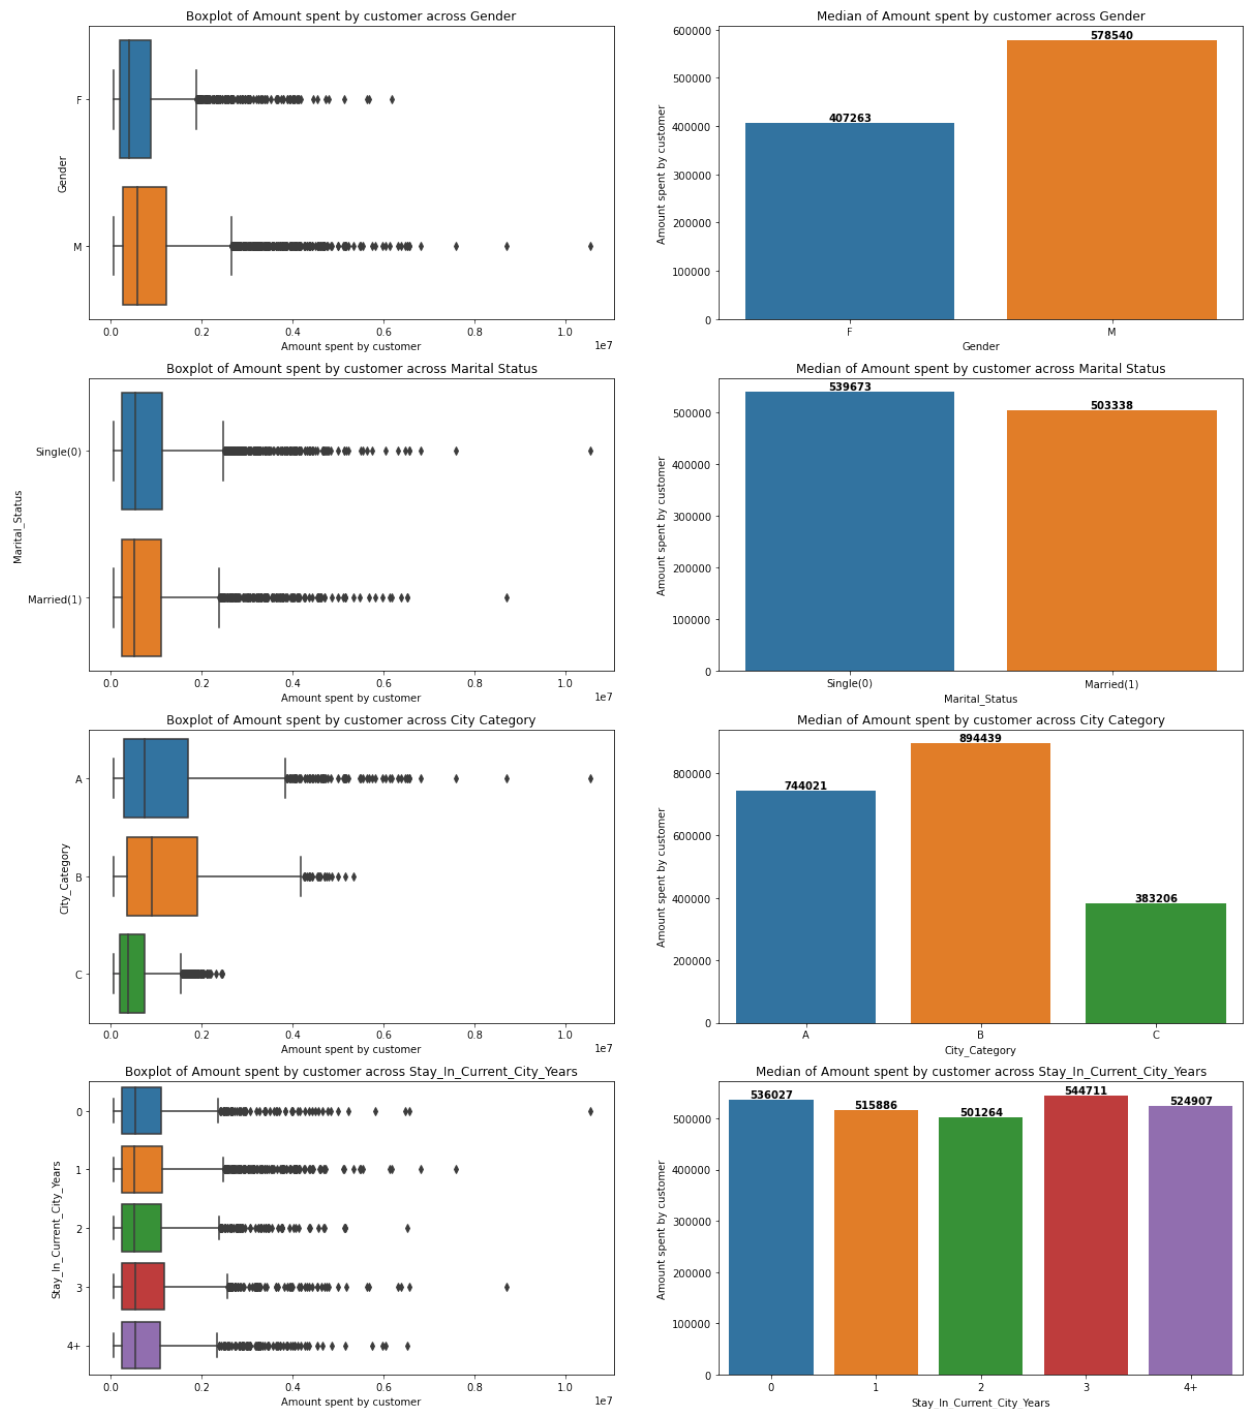 Boxplot of Amount spent by customer across Gender
Gender
F
M
0.0 0.2 0.4 0.6 0.8 1.0
1e7
Amount spent by customer
Median of Amount spent by customer across Gender
Amount spent by customer
600000
500000
400000
300000
200000
100000
0
407263
578540
F M
Gender
Boxplot of Amount spent by customer across Marital Status
Marital_Status
Single(0)
Married(1)
0.0 0.2 0.4 0.6 0.8 1.0
1e7
Amount spent by customer
Median of Amount spent by customer across Marital Status
Amount spent by customer
500000
400000
300000
200000
100000
0
539673
503338
Single(0) Married(1)
Marital_Status
Boxplot of Amount spent by customer across City Category
City_Category
A
B
C
0.0 0.2 0.4 0.6 0.8 1.0
1e7
Amount spent by customer
Median of Amount spent by customer across City Category
Amount spent by customer
800000
600000
400000
200000
0
744021
894439
383206
A B C
City_Category
Boxplot of Amount spent by customer across Stay_In_Current_City_Years
Stay_In_Current_City_Years
0
1
2
3
4+
0.0 0.2 0.4 0.6 0.8 1.0
1e7
Amount spent by customer
Median of Amount spent by customer across Stay_In_Current_City_Years
Amount spent by customer
500000
400000
300000
200000
100000
0
536027
515886
501264
544711
524907
0 1 2 3 4+
Stay_In_Current_City_Years